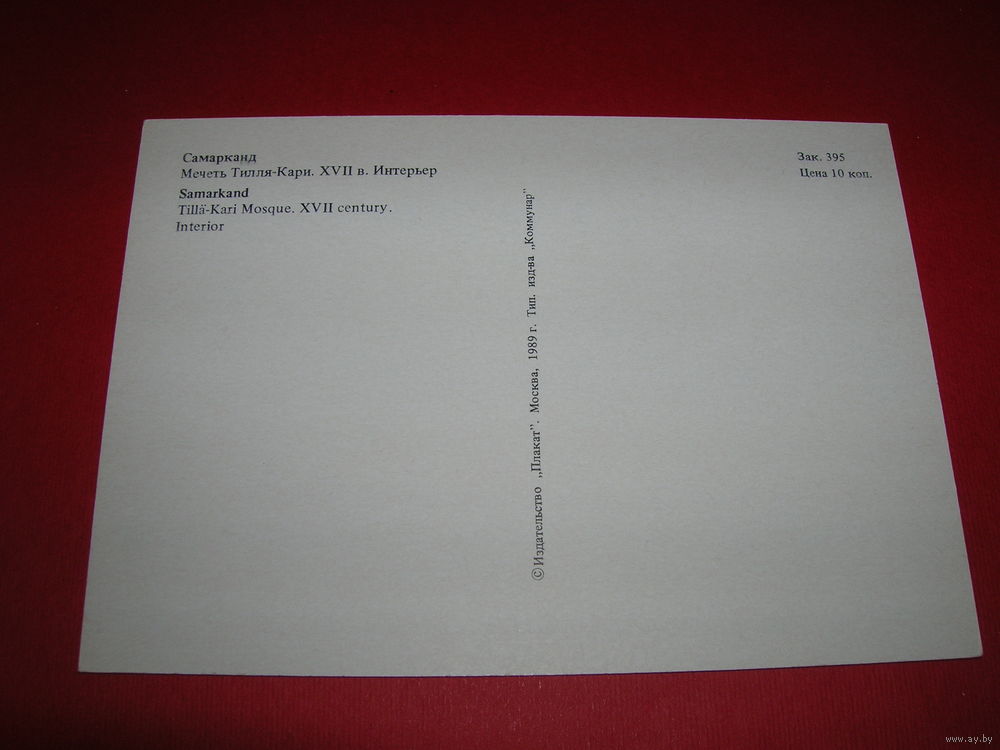 Самарканд
Мечеть Тилля-Кари. XVII в. Интерьер
Samarkand
Tillä-Kari Mosque. XVII century.
Interior
Зак. 395
Цена 10 коп.
© Издательство „Плакат”. Москва, 1989 г. Тип. изд-ва „Коммунар”
www.ay.by